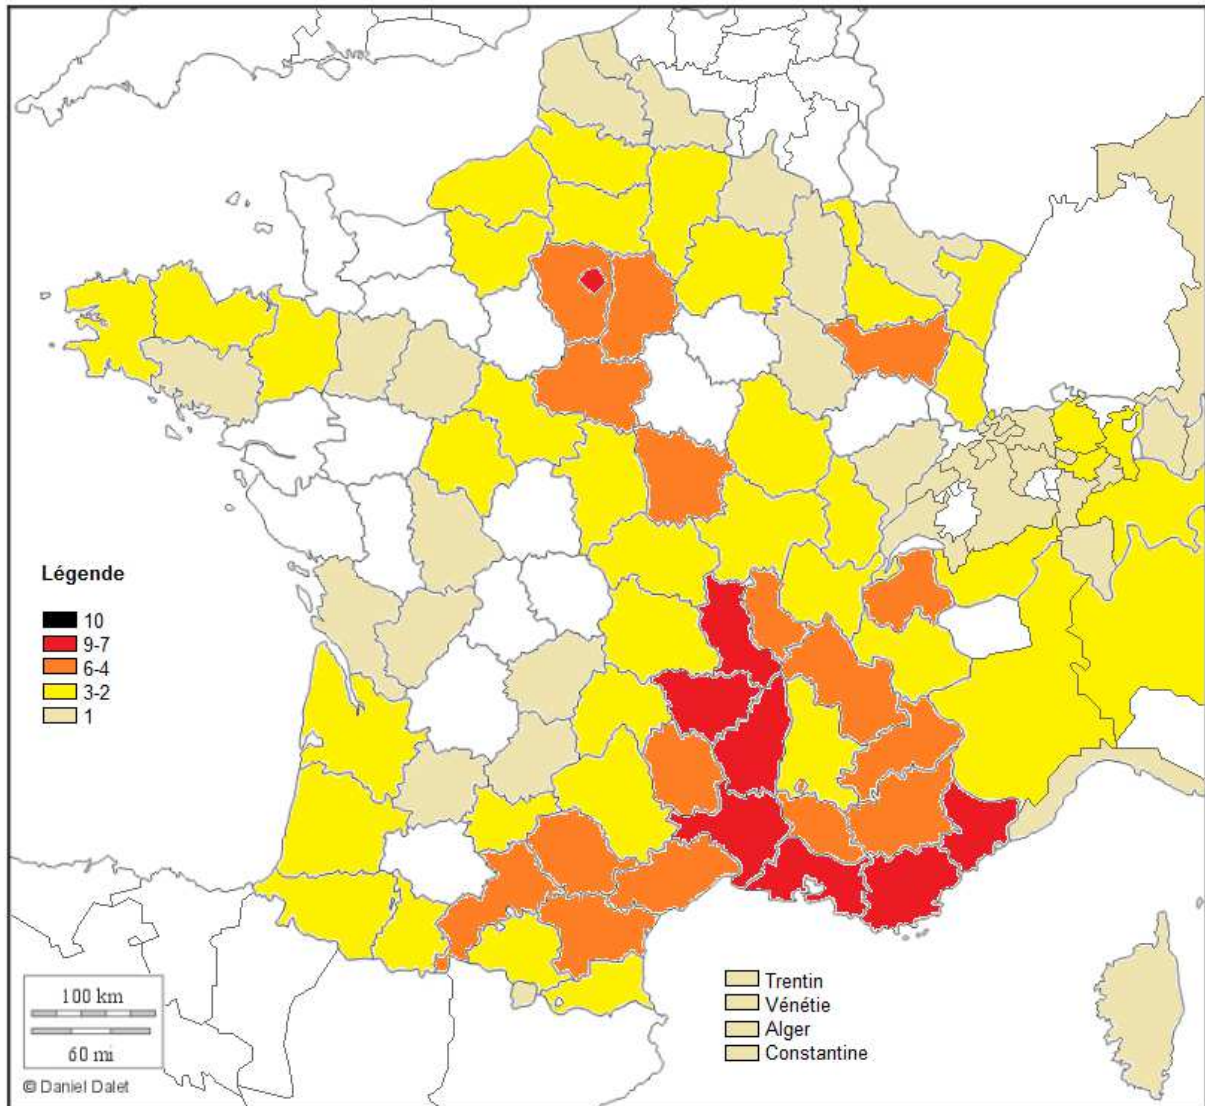 Légende
10
9-7
6-4
3-2
1
Trentin
Vénétie
Alger
Constantine
100 km
60 mi
© Daniel Dalet